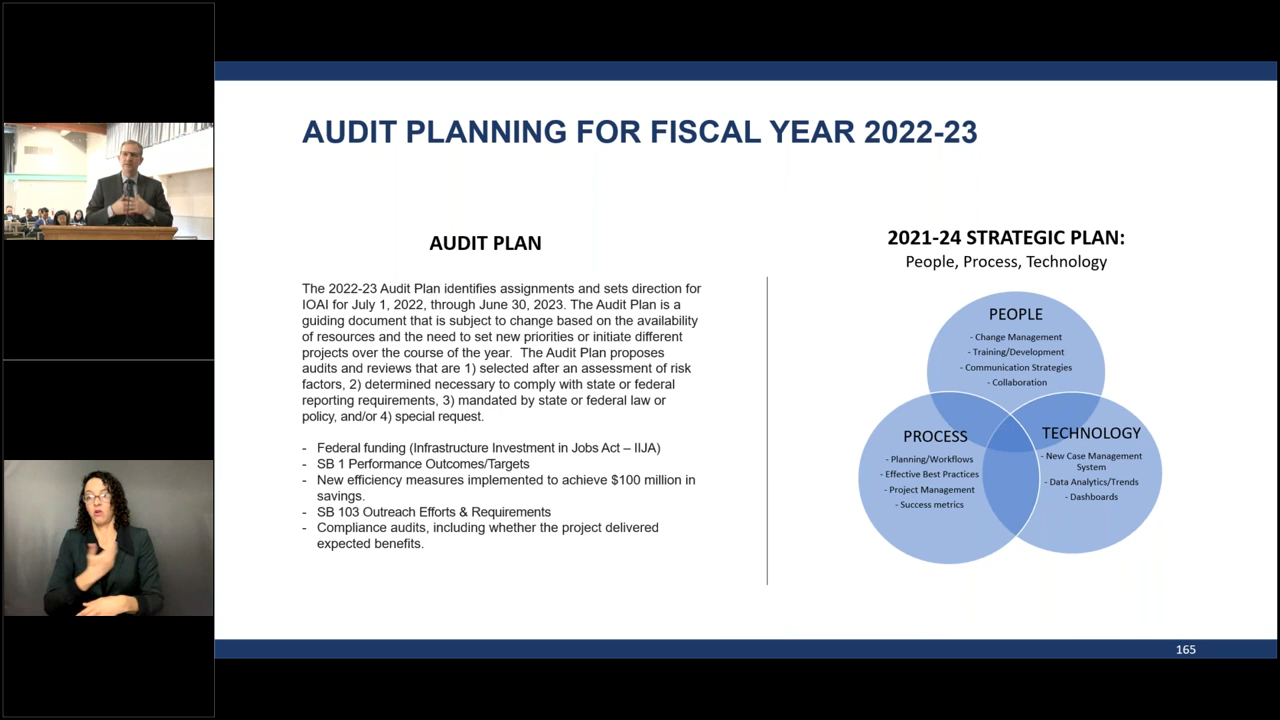 AUDIT PLANNING FOR FISCAL YEAR 2022-23
AUDIT PLAN
The 2022-23 Audit Plan identifies assignments and sets direction for
IOAI for July 1, 2022, through June 30, 2023. The Audit Plan is a
guiding document that is subject to change based on the availability
of resources and the need to set new priorities or initiate different
projects over the course of the year.  The Audit Plan proposes
audits and reviews that are 1) selected after an assessment of risk
factors, 2) determined necessary to comply with state or federal
reporting requirements, 3) mandated by state or federal law or
policy, and/or 4) special request.
- Federal funding (Infrastructure Investment in Jobs Act – IIJA)
- SB 1 Performance Outcomes/Targets
- New efficiency measures implemented to achieve $100 million in
savings.
- SB 103 Outreach Efforts & Requirements
- Compliance audits, including whether the project delivered
expected benefits.
2021-24 STRATEGIC PLAN:
People, Process, Technology
PEOPLE
- Change Management
- Training/Development
- Communication Strategies
- Collaboration
PROCESS
- Planning/Workflows
- Effective Best Practices
- Project Management
- Success metrics
TECHNOLOGY
- New Case Management
System
- Data Analytics/Trends
- Dashboards
165